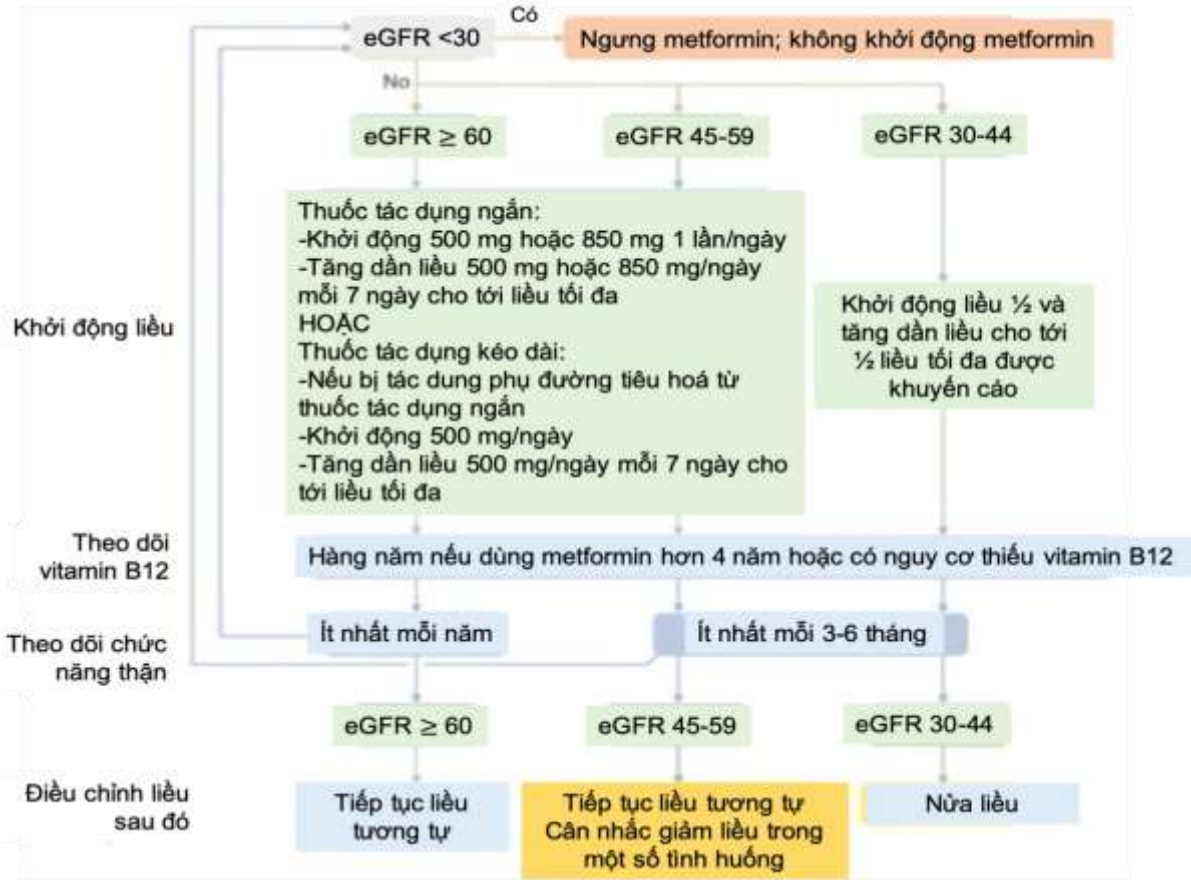 Có
eGFR <30
Ngưng metformin; không khởi động metformin
No
eGFR ≥ 60
eGFR 45-59
eGFR 30-44
Khởi động liều
Thuốc tác dụng ngắn:
-Khởi động 500 mg hoặc 850 mg 1 lần/ngày
-Tăng dần liều 500 mg hoặc 850 mg/ngày
mỗi 7 ngày cho tới liều tối đa
HOẶC
Thuốc tác dụng kéo dài:
-Nếu bị tác dung phụ đường tiêu hoá từ
thuốc tác dụng ngắn
-Khởi động 500 mg/ngày
-Tăng dần liều 500 mg/ngày mỗi 7 ngày cho
tới liều tối đa
Khởi động liều ½ và
tăng dần liều cho tới
½ liều tối đa được
khuyến cáo
Theo dõi
vitamin B12
Hàng năm nếu dùng metformin hơn 4 năm hoặc có nguy cơ thiếu vitamin B12
Theo dõi chức
năng thận
Ít nhất mỗi năm
Ít nhất mỗi 3-6 tháng
eGFR ≥ 60
eGFR 45-59
eGFR 30-44
Điều chỉnh liều
sau đó
Tiếp tục liều
tương tự
Tiếp tục liều tương tự
Cân nhắc giảm liều trong
một số tình huống
Nửa liều